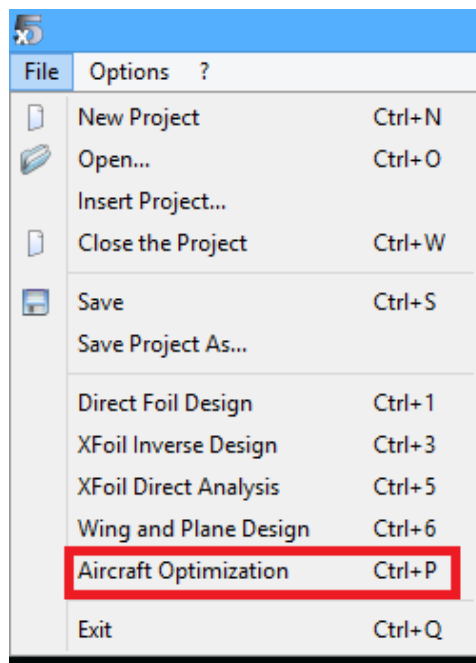 x5
File Options ?
New Project Ctrl+N
Open... Ctrl+O
Insert Project...
Close the Project Ctrl+W
Save Ctrl+S
Save Project As...
Direct Foil Design Ctrl+1
XFoil Inverse Design Ctrl+3
XFoil Direct Analysis Ctrl+5
Wing and Plane Design Ctrl+6
Aircraft Optimization Ctrl+P
Exit Ctrl+Q